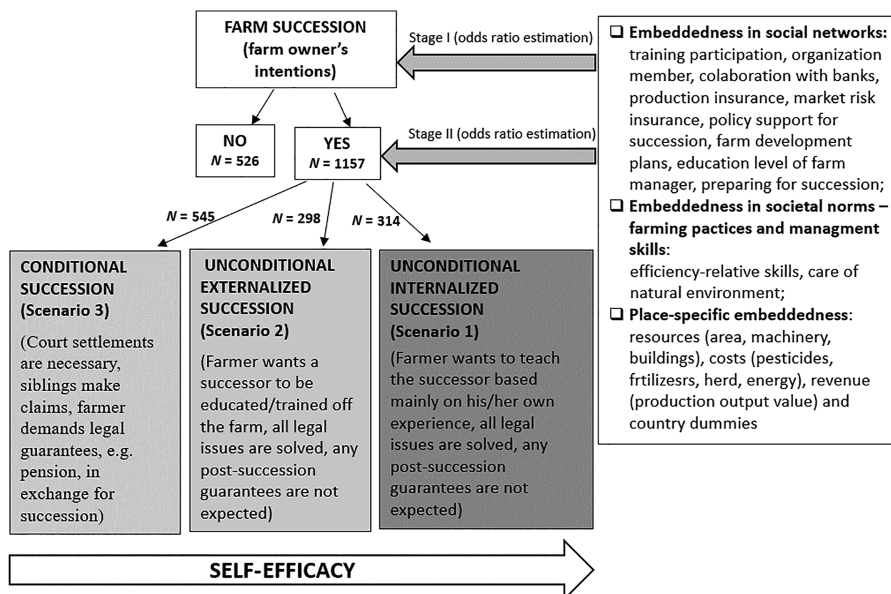 FARM SUCCESSION
(farm owner's
intentions)
Stage I (odds ratio estimation)
NO
N = 526
YES
N = 1157
Stage II (odds ratio estimation)
N = 545
N = 298
N = 314
CONDITIONAL
SUCCESSION
(Scenario 3)
(Court settlements
are necessary,
siblings make
claims, farmer
demands legal
guarantees, e.g.
pension, in
exchange for
succession)
UNCONDITIONAL
EXTERNALIZED
SUCCESSION
(Scenario 2)
(Farmer wants a
successor to be
educated/trained off
the farm, all legal
issues are solved, any
post-succession
guarantees are not
expected)
UNCONDITIONAL
INTERNALIZED
SUCCESSION
(Scenario 1)
(Farmer wants to teach
the successor based
mainly on his/her own
experience, all legal
issues are solved, any
post-succession
guarantees are not
expected)
SELF-EFFICACY
❑ Embeddedness in social networks:
training participation, organization
member, colaboration with banks,
production insurance, market risk
insurance, policy support for
succession, farm development
plans, education level of farm
manager, preparing for succession;
❑ Embeddedness in societal norms –
farming pactices and managment
skills:
efficiency-relative skills, care of
natural environment;
❑ Place-specific embeddedness:
resources (area, machinery,
buildings), costs (pesticides,
frtilizesrs, herd, energy), revenue
(production output value) and
country dummies